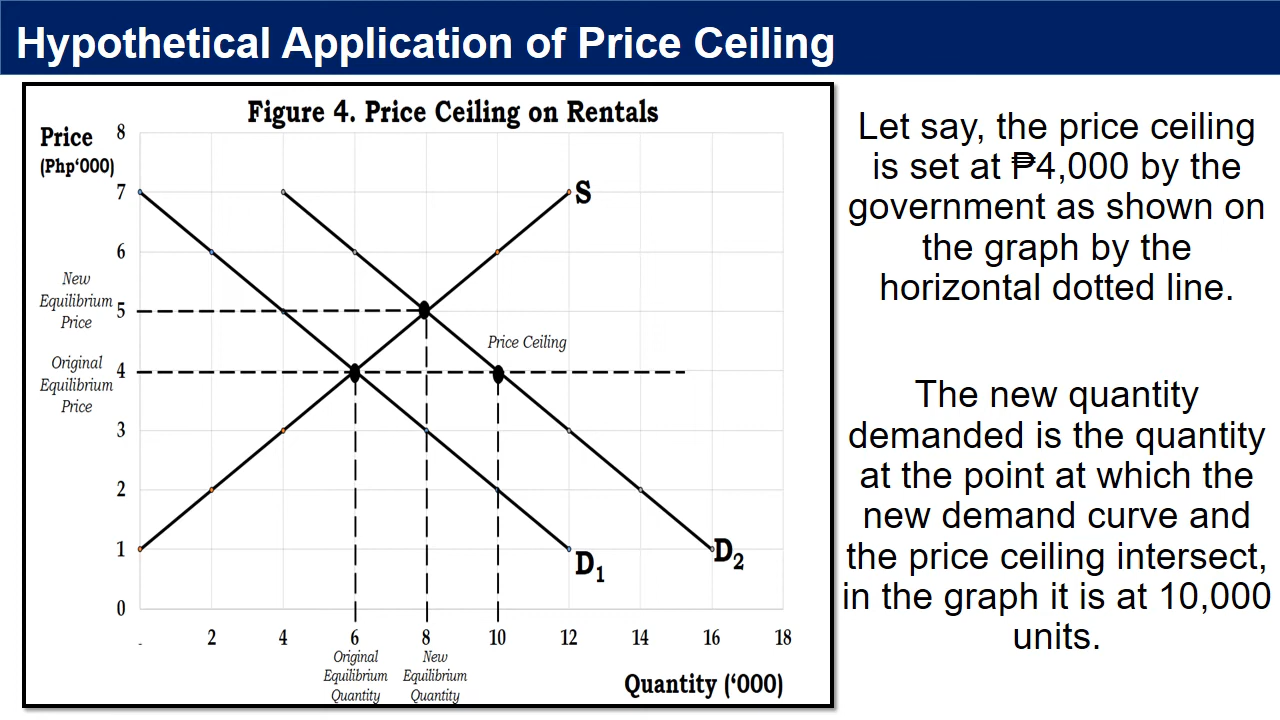 Hypothetical Application of Price Ceiling
Figure 4. Price Ceiling on Rentals
Price
(Php‘000)
8
7
6
5
4
3
2
1
0
New
Equilibrium
Price
Original
Equilibrium
Price
S
Price Ceiling
D1
D2
-
2
4
6
8
10
12
14
16
18
Original
Equilibrium
Quantity
New
Equilibrium
Quantity
Quantity (‘000)
Let say, the price ceiling
is set at ₱4,000 by the
government as shown on
the graph by the
horizontal dotted line.
The new quantity
demanded is the quantity
at the point at which the
new demand curve and
the price ceiling intersect,
in the graph it is at 10,000
units.